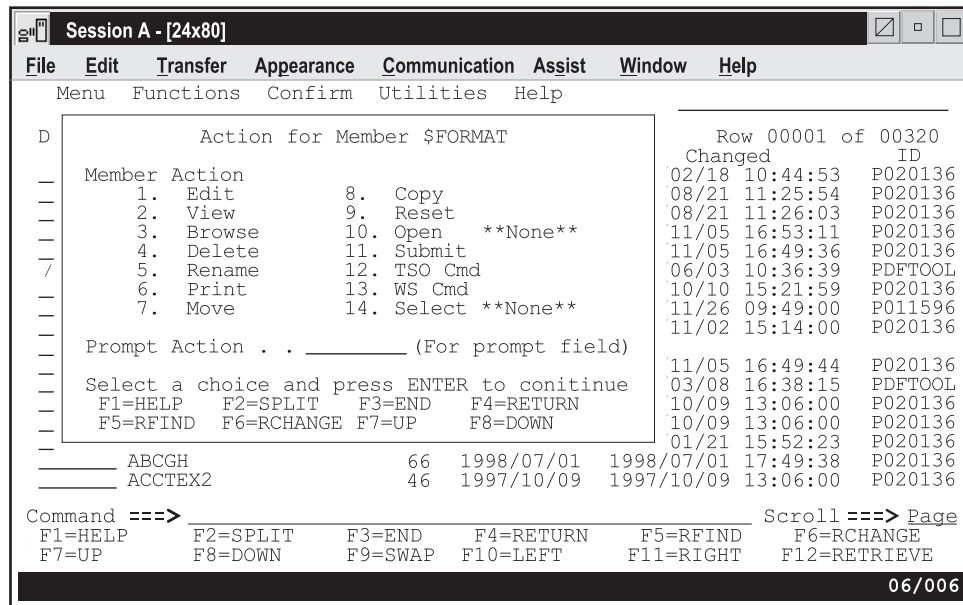 Session A - [24x80]
File Edit Transfer Appearance Communication Assist Window Help
Menu Functions Confirm Utilities Help
D Action for Member $FORMAT Row 00001 of 00320
Changed ID
Member Action /02/18 10:44:53 P020136
1. Edit 8. Copy /08/21 11:25:54 P020136
2. View 9. Reset /08/21 11:26:03 P020136
3. Browse 10. Open **None** /11/05 16:53:11 P020136
4. Delete 11. Submit /11/05 16:49:36 P020136
/ 5. Rename 12. TSO Cmd /06/03 10:36:39 PDFTOOL
6. Print 13. WS Cmd /10/10 15:21:59 P020136
7. Move 14. Select **None** /11/26 09:49:00 P011596
/11/02 15:14:00 P020136
Prompt Action . . __________ (For prompt field)
/11/05 16:49:44 P020136
Select a choice and press ENTER to conitinue /03/08 16:38:15 PDFTOOL
F1=HELP F2=SPLIT F3=END F4=RETURN /10/09 13:06:00 P020136
F5=RFIND F6=RCHANGE F7=UP F8=DOWN /10/09 13:06:00 P020136
/01/21 15:52:23 P020136
ABCGH 66 1998/07/01 1998/07/01 17:49:38 P020136
ACCTEX2 46 1997/10/09 1997/10/09 13:06:00 P020136
Command ===> Scroll ===> Page
F1=HELP F2=SPLIT F3=END F4=RETURN F5=RFIND F6=RCHANGE
F7=UP F8=DOWN F9=SWAP F10=LEFT F11=RIGHT F12=RETRIEVE
06/006